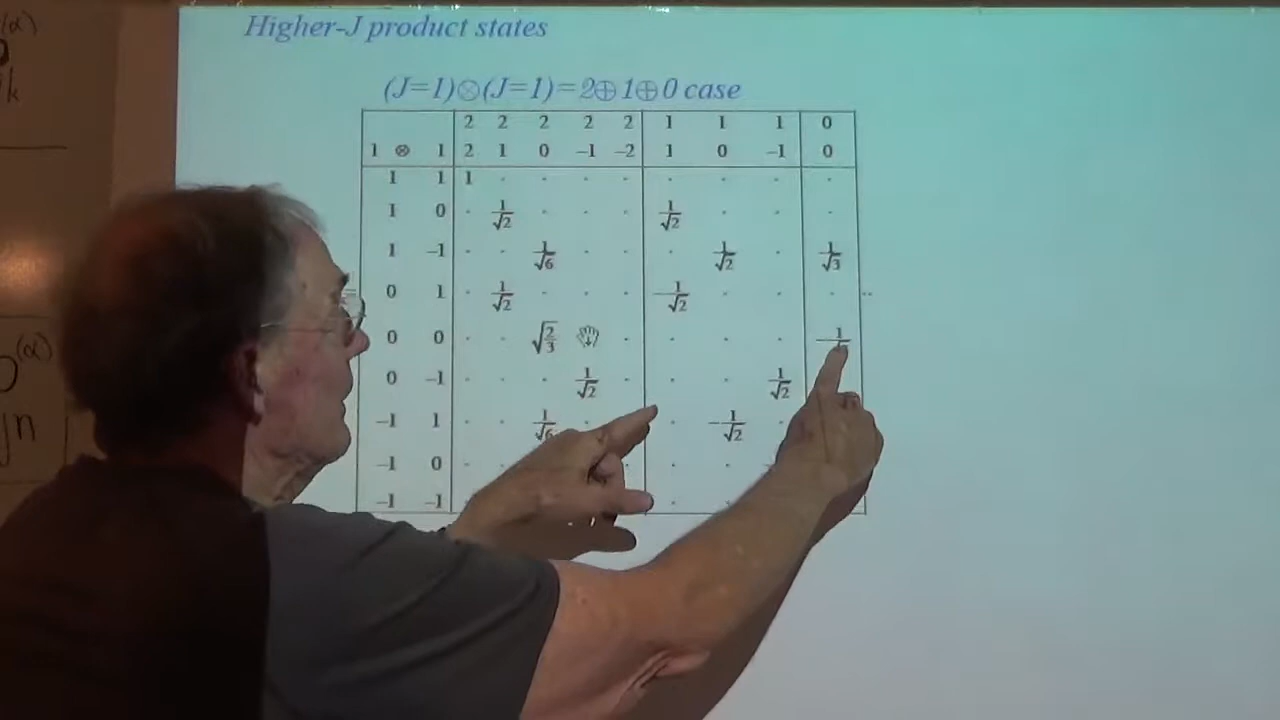 Higher-J product states
(J=1)⊗(J=1)=2⊕1⊕0 case
2 2 2 2 2 1 1 1 0
1 ⊗ 1 2 1 0 -1 -2 1 0 -1 0
1 1 1 · · · · · · · ·
1 0 · 1/√2 · · · 1/√2 · · ·
1 -1 · · 1/√6 · · · 1/√2 · 1/√3
0 1 · 1/√2 · · · -1/√2 · · ·
0 0 · · √2/3 · · · · -1
0 -1 · · · 1/√2 · · · 1/√2
-1 1 · · 1/√6 · · -1/√2 ·
-1 0 · · · ·
-1 -1 · ·
(α)
k
(α)
jn